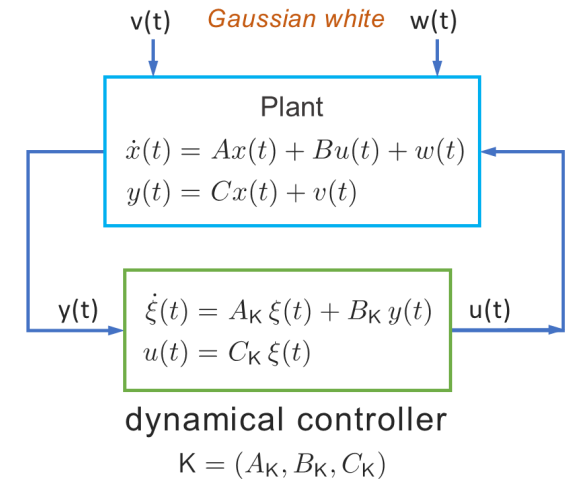 v(t) Gaussian white w(t)
Plant
ẋ(t) = Ax(t) + Bu(t) + w(t)
y(t) = Cx(t) + v(t)
y(t)
ξ̇(t) = A_K ξ(t) + B_K y(t)
u(t) = C_K ξ(t)
u(t)
dynamical controller
K = (A_K, B_K, C_K)